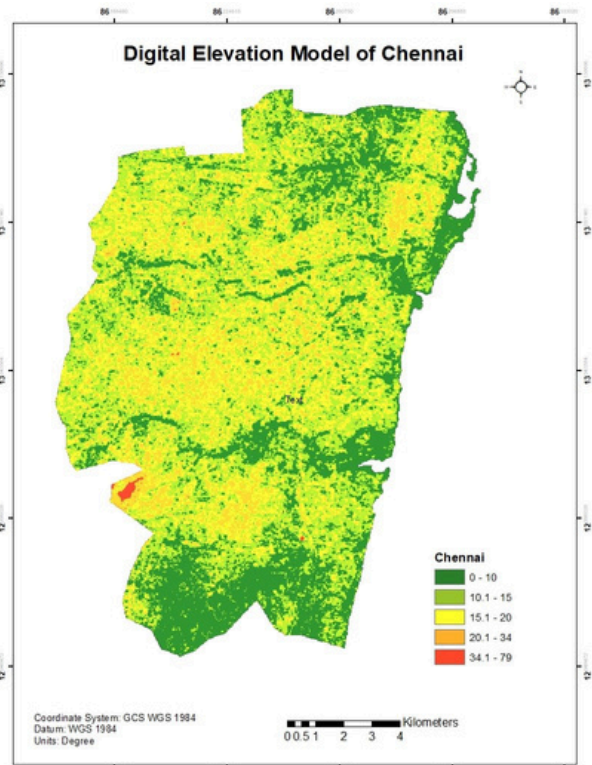 Digital Elevation Model of Chennai
Text
Chennai
0 - 10
10.1 - 15
15.1 - 20
20.1 - 34
34.1 - 79
Coordinate System: GCS WGS 1984
Datum: WGS 1984
Units: Degree
Kilometers
0 0.5 1 2 3 4